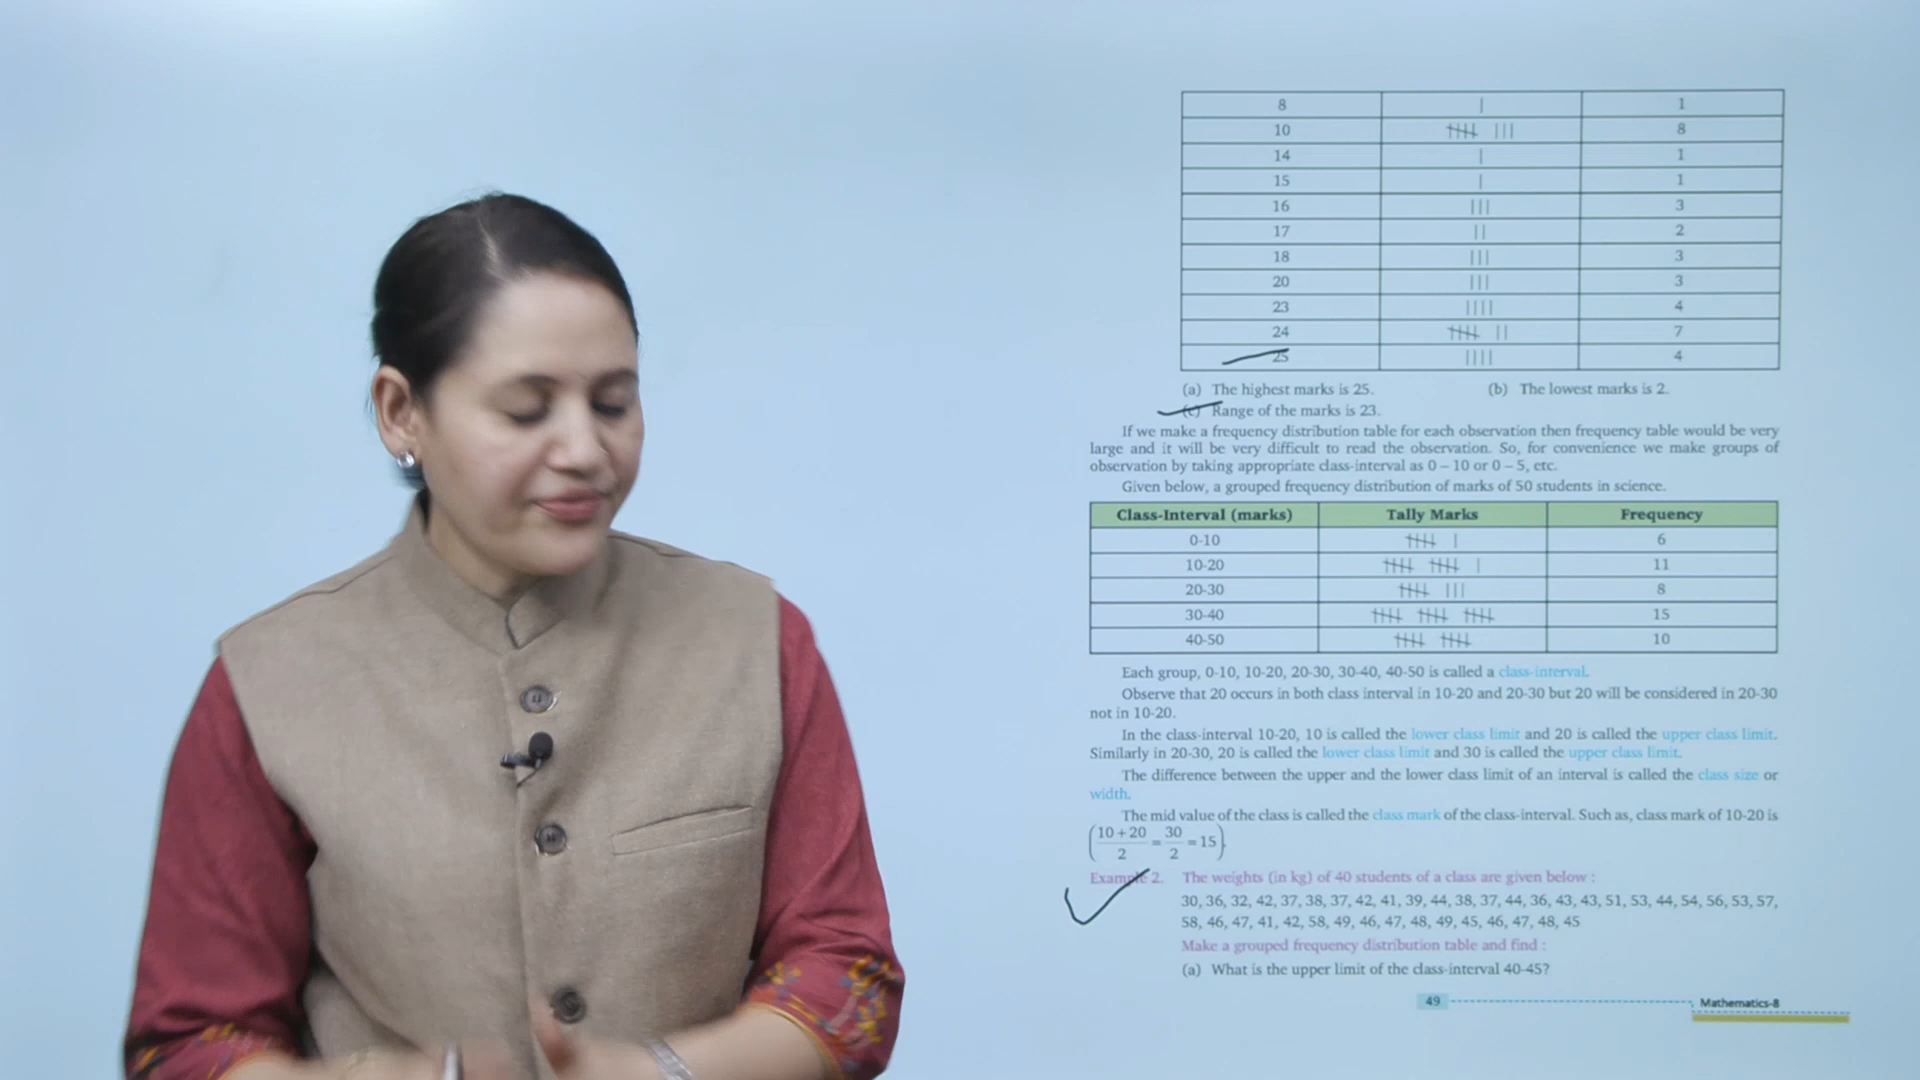 8 | 1
10 |||| ||| 8
14 | 1
15 | 1
16 ||| 3
17 || 2
18 ||| 3
20 ||| 3
23 |||| 4
24 |||| || 7
25 |||| 4
(a) The highest marks is 25. (b) The lowest marks is 2.
(c) Range of the marks is 23.
If we make a frequency distribution table for each observation then frequency table would be very
large and it will be very difficult to read the observation. So, for convenience we make groups of
observation by taking appropriate class-interval as 0 – 10 or 0 – 5, etc.
Given below, a grouped frequency distribution of marks of 50 students in science.
Class-Interval (marks) Tally Marks Frequency
0-10 |||| | 6
10-20 |||| |||| | 11
20-30 |||| ||| 8
30-40 |||| |||| |||| 15
40-50 |||| |||| 10
Each group, 0-10, 10-20, 20-30, 30-40, 40-50 is called a class-interval.
Observe that 20 occurs in both class interval in 10-20 and 20-30 but 20 will be considered in 20-30
not in 10-20.
In the class-interval 10-20, 10 is called the lower class limit and 20 is called the upper class limit.
Similarly in 20-30, 20 is called the lower class limit and 30 is called the upper class limit.
The difference between the upper and the lower class limit of an interval is called the class size or
width.
The mid value of the class is called the class mark of the class-interval. Such as, class mark of 10-20 is
(10 + 20 / 2 = 30 / 2 = 15).
Example 2. The weights (in kg) of 40 students of a class are given below :
30, 36, 32, 42, 37, 38, 37, 42, 41, 39, 44, 38, 37, 44, 36, 43, 43, 51, 53, 44, 54, 56, 53, 57,
58, 46, 47, 41, 42, 58, 49, 46, 47, 48, 49, 45, 46, 47, 48, 45
Make a grouped frequency distribution table and find :
(a) What is the upper limit of the class-interval 40-45?
49 Mathematics-8